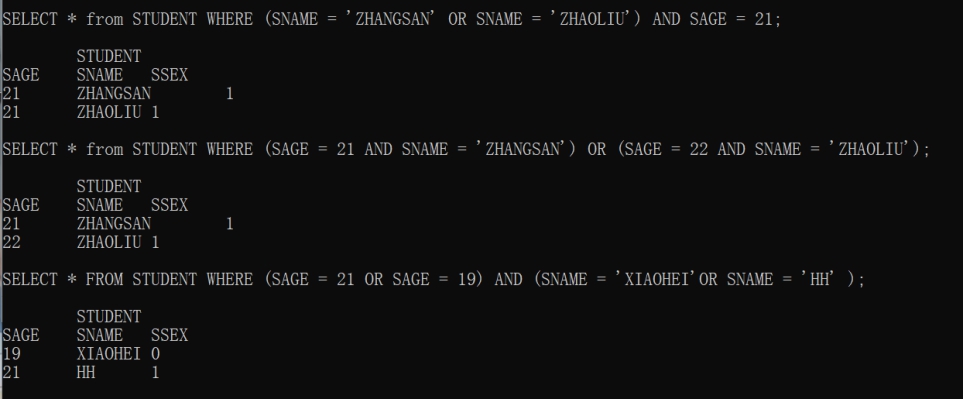 SELECT * from STUDENT WHERE (SNAME = 'ZHANGSAN' OR SNAME = 'ZHAOLIU') AND SAGE = 21;
STUDENT
SAGE SNAME SSEX
21 ZHANGSAN 1
21 ZHAOLIU 1
SELECT * from STUDENT WHERE (SAGE = 21 AND SNAME = 'ZHANGSAN') OR (SAGE = 22 AND SNAME = 'ZHAOLIU');
STUDENT
SAGE SNAME SSEX
21 ZHANGSAN 1
22 ZHAOLIU 1
SELECT * FROM STUDENT WHERE (SAGE = 21 OR SAGE = 19) AND (SNAME = 'XIAOHEI'OR SNAME = 'HH' );
STUDENT
SAGE SNAME SSEX
19 XIAOHEI 0
21 HH 1